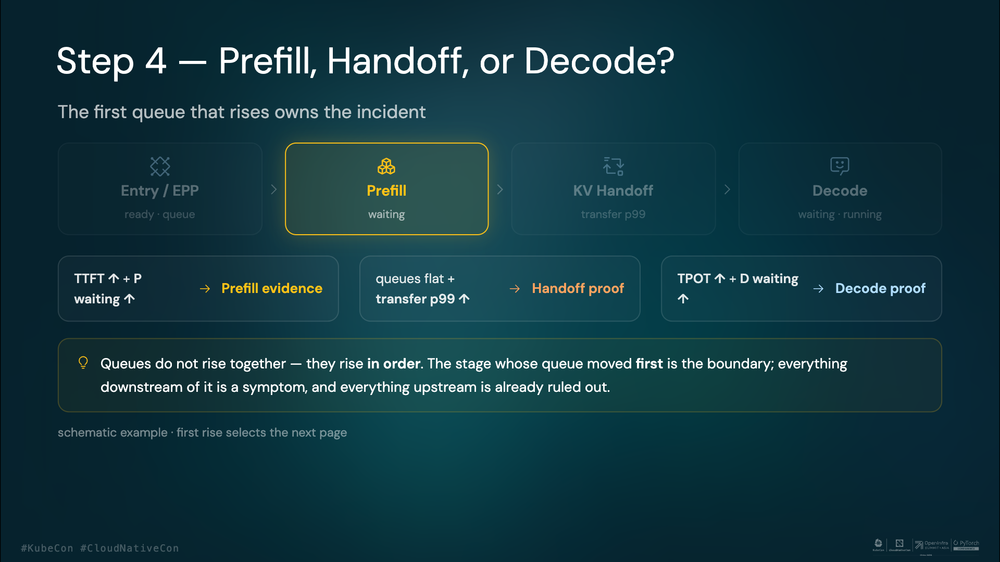 Step 4 — Prefill, Handoff, or Decode?
The first queue that rises owns the incident
Entry / EPP
ready · queue
Prefill
waiting
KV Handoff
transfer p99
Decode
waiting · running
TTFT ↑ + P
waiting ↑
→ Prefill evidence
queues flat +
transfer p99 ↑
→ Handoff proof
TPOT ↑ + D waiting
↑
→ Decode proof
Queues do not rise together — they rise in order. The stage whose queue moved first is the boundary; everything
downstream of it is a symptom, and everything upstream is already ruled out.
schematic example · first rise selects the next page
#KubeCon #CloudNativeCon
KubeCon
CloudNativeCon
OpenInfra
SUMMIT • ASIA
PyTorch
CONFERENCE